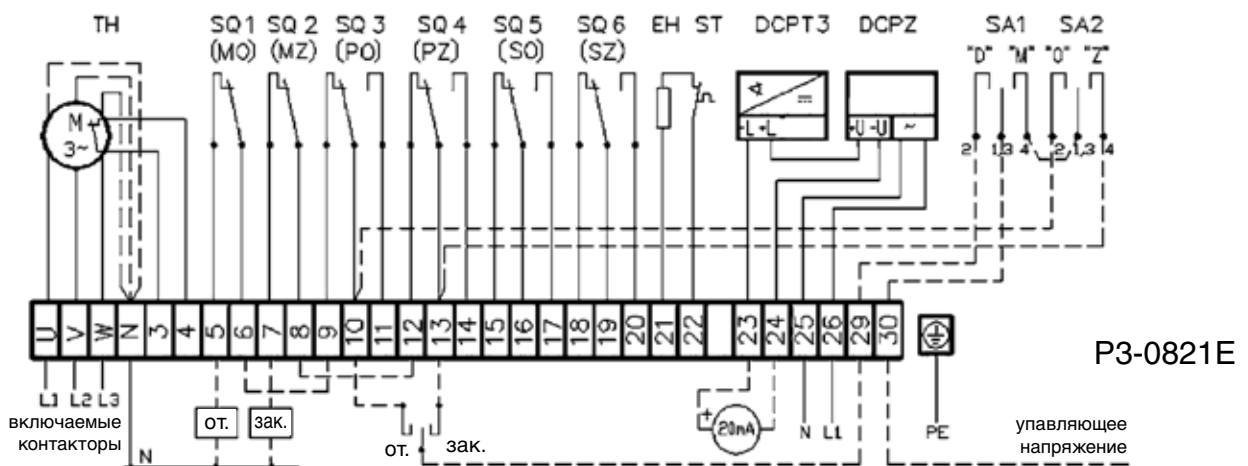 TH SQ 1 SQ 2 SQ 3 SQ 4 SQ 5 SQ 6 EH ST DCPT3 DCPZ SA1 SA2
(MO) (MZ) (PO) (PZ) (SO) (SZ) "D" "M" "O" "Z"
M
3~
-L +L +U -U ~
2 1,3 4 2 1,3 4
U V W N 3 4 5 6 7 8 9 10 11 12 13 14 15 16 17 18 19 20 21 22 23 24 25 26 29 30
P3-0821E
L1 L2 L3
включаемые
контакторы
N
от. зак.
от. зак.
+ 20mA
N L1
PE
упавляющее
напряжение